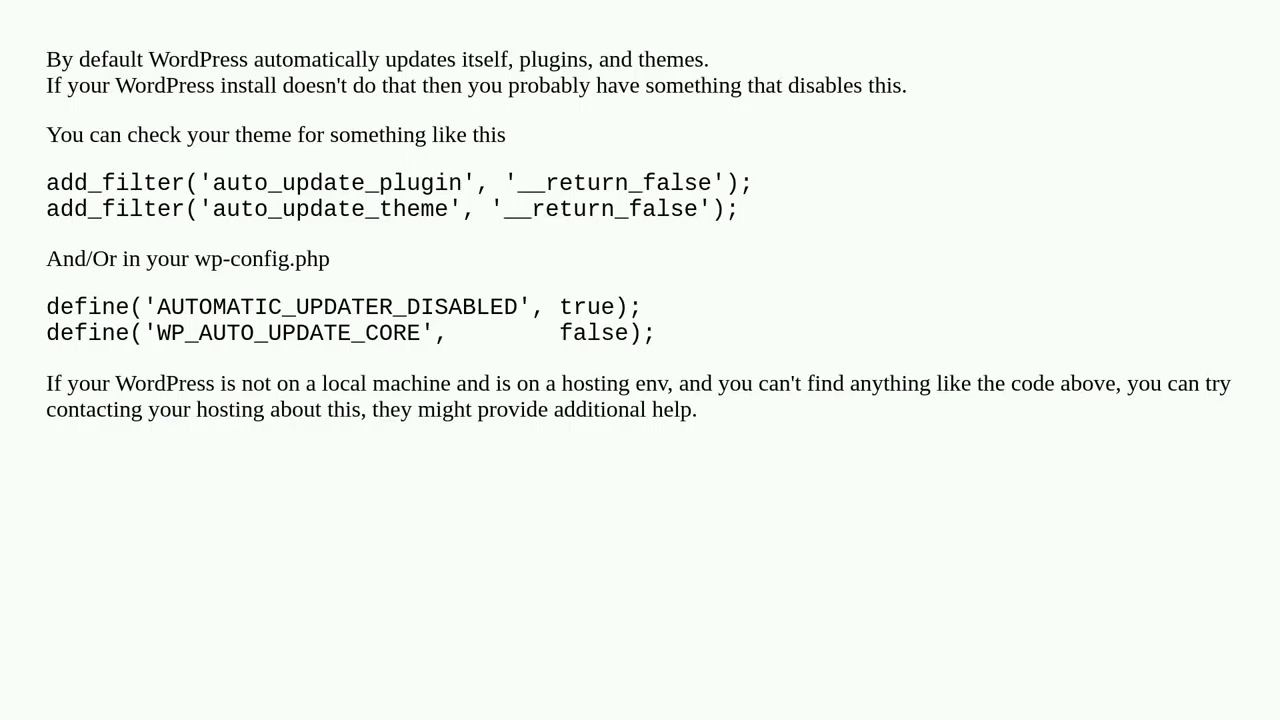 By default WordPress automatically updates itself, plugins, and themes.
If your WordPress install doesn't do that then you probably have something that disables this.
You can check your theme for something like this
add_filter('auto_update_plugin', '__return_false');
add_filter('auto_update_theme', '__return_false');
And/Or in your wp-config.php
define('AUTOMATIC_UPDATER_DISABLED', true);
define('WP_AUTO_UPDATE_CORE',        false);
If your WordPress is not on a local machine and is on a hosting env, and you can't find anything like the code above, you can try
contacting your hosting about this, they might provide additional help.